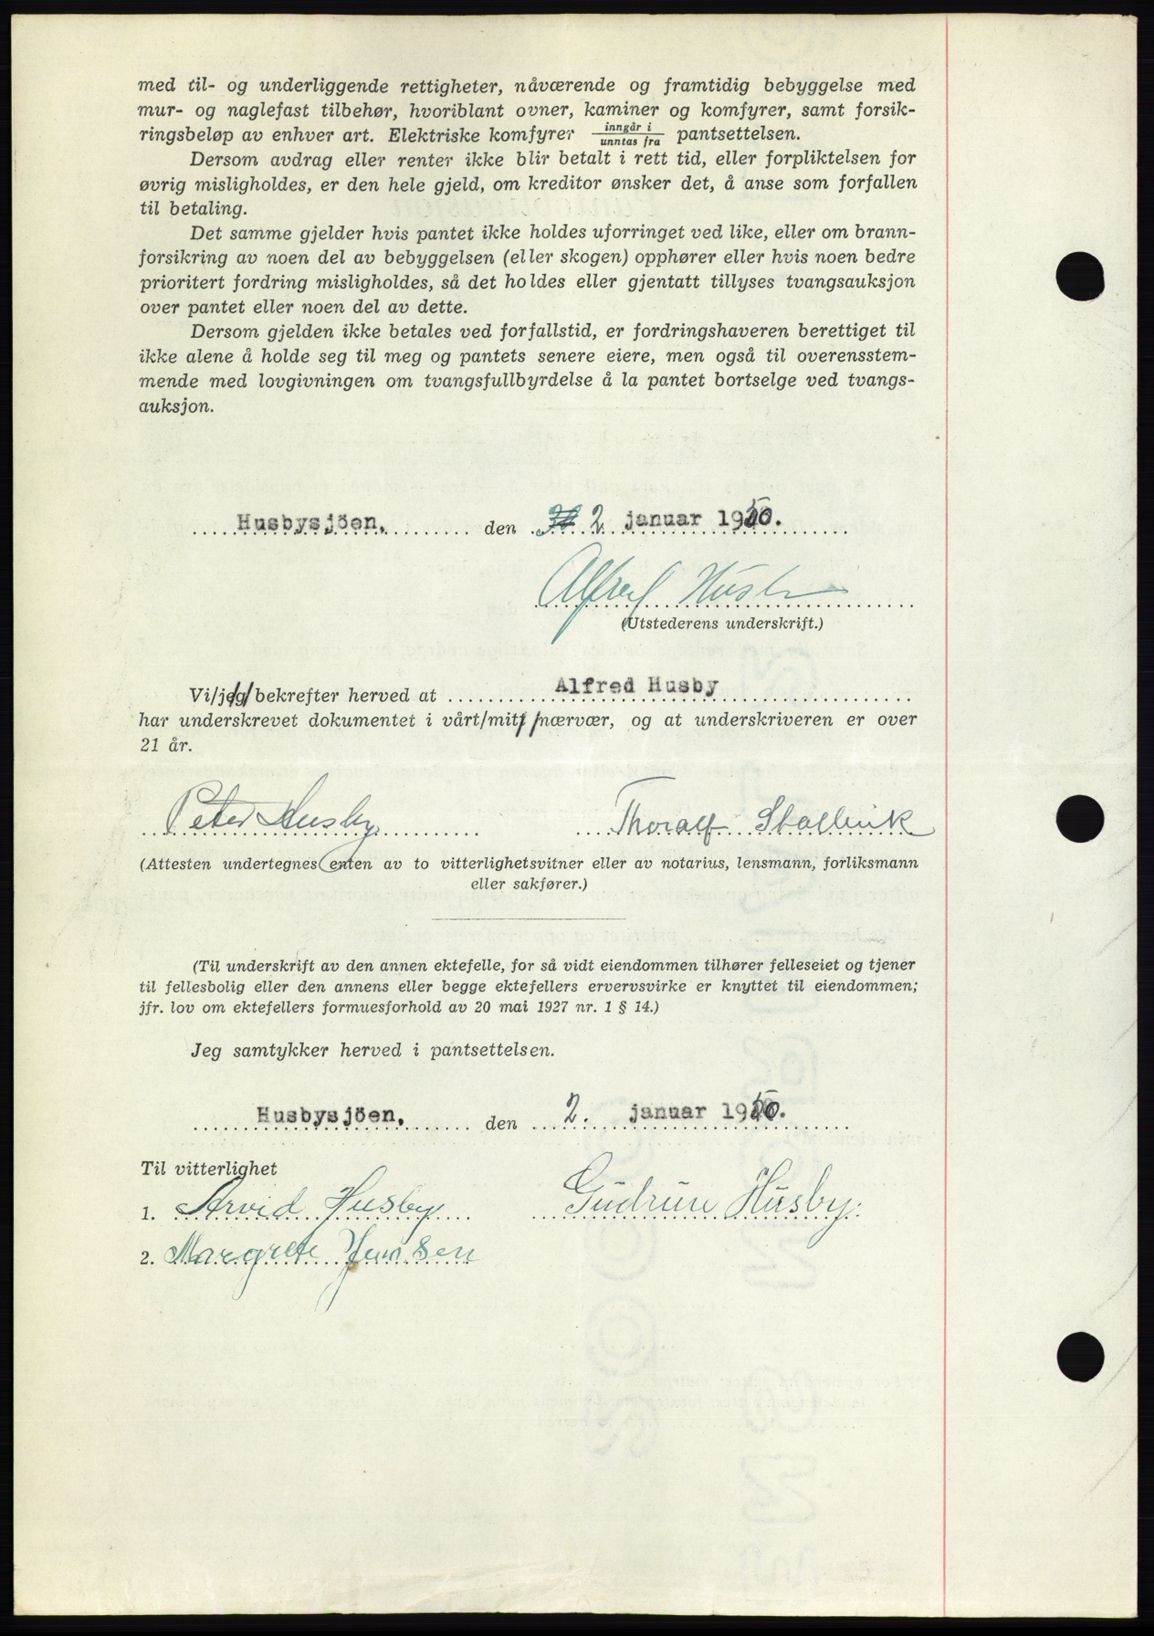 med til- og underliggende rettigheter, nåværende og framtidig bebyggelse med
mur- og naglefast tilbehør, hvoriblant ovner, kaminer og komfyrer, samt forsik-
ringsbeløp av enhver art. Elektriske komfyrer inngår i / unntas fra pantsettelsen.
Dersom avdrag eller renter ikke blir betalt i rett tid, eller forpliktelsen for
øvrig misligholdes, er den hele gjeld, om kreditor ønsker det, å anse som forfallen
til betaling.
Det samme gjelder hvis pantet ikke holdes uforringet ved like, eller om brann-
forsikring av noen del av bebyggelsen (eller skogen) opphører eller hvis noen bedre
prioritert fordring misligholdes, så det holdes eller gjentatt tillyses tvangsauksjon
over pantet eller noen del av dette.
Dersom gjelden ikke betales ved forfallstid, er fordringshaveren berettiget til
ikke alene å holde seg til meg og pantets senere eiere, men også til overensstem-
mende med lovgivningen om tvangsfullbyrdelse å la pantet bortselge ved tvangs-
auksjon.
Husbysjöen, den 2 januar 1950.
Alfred Husby
(Utstederens underskrift.)
Vi/jeg/ bekrefter herved at Alfred Husby
har underskrevet dokumentet i vårt/mitt nærvær, og at underskriveren er over
21 år.
Peter Husby Thoralf
(Attesten undertegnes enten av to vitterlighetsvitner eller av notarius, lensmann, forliksmann
eller sakfører.)
(Til underskrift av den annen ektefelle, for så vidt eiendommen tilhører felleseiet og tjener
til fellesbolig eller den annens eller begge ektefellers ervervsvirke er knyttet til eiendommen;
jfr. lov om ektefellers formuesforhold av 20 mai 1927 nr. 1 § 14.)
Jeg samtykker herved i pantsettelsen.
Husbysjöen, den 2. januar 1950.
Til vitterlighet
1. Arvid Husby Gudrun Husby.
2. Margrete Jenssen